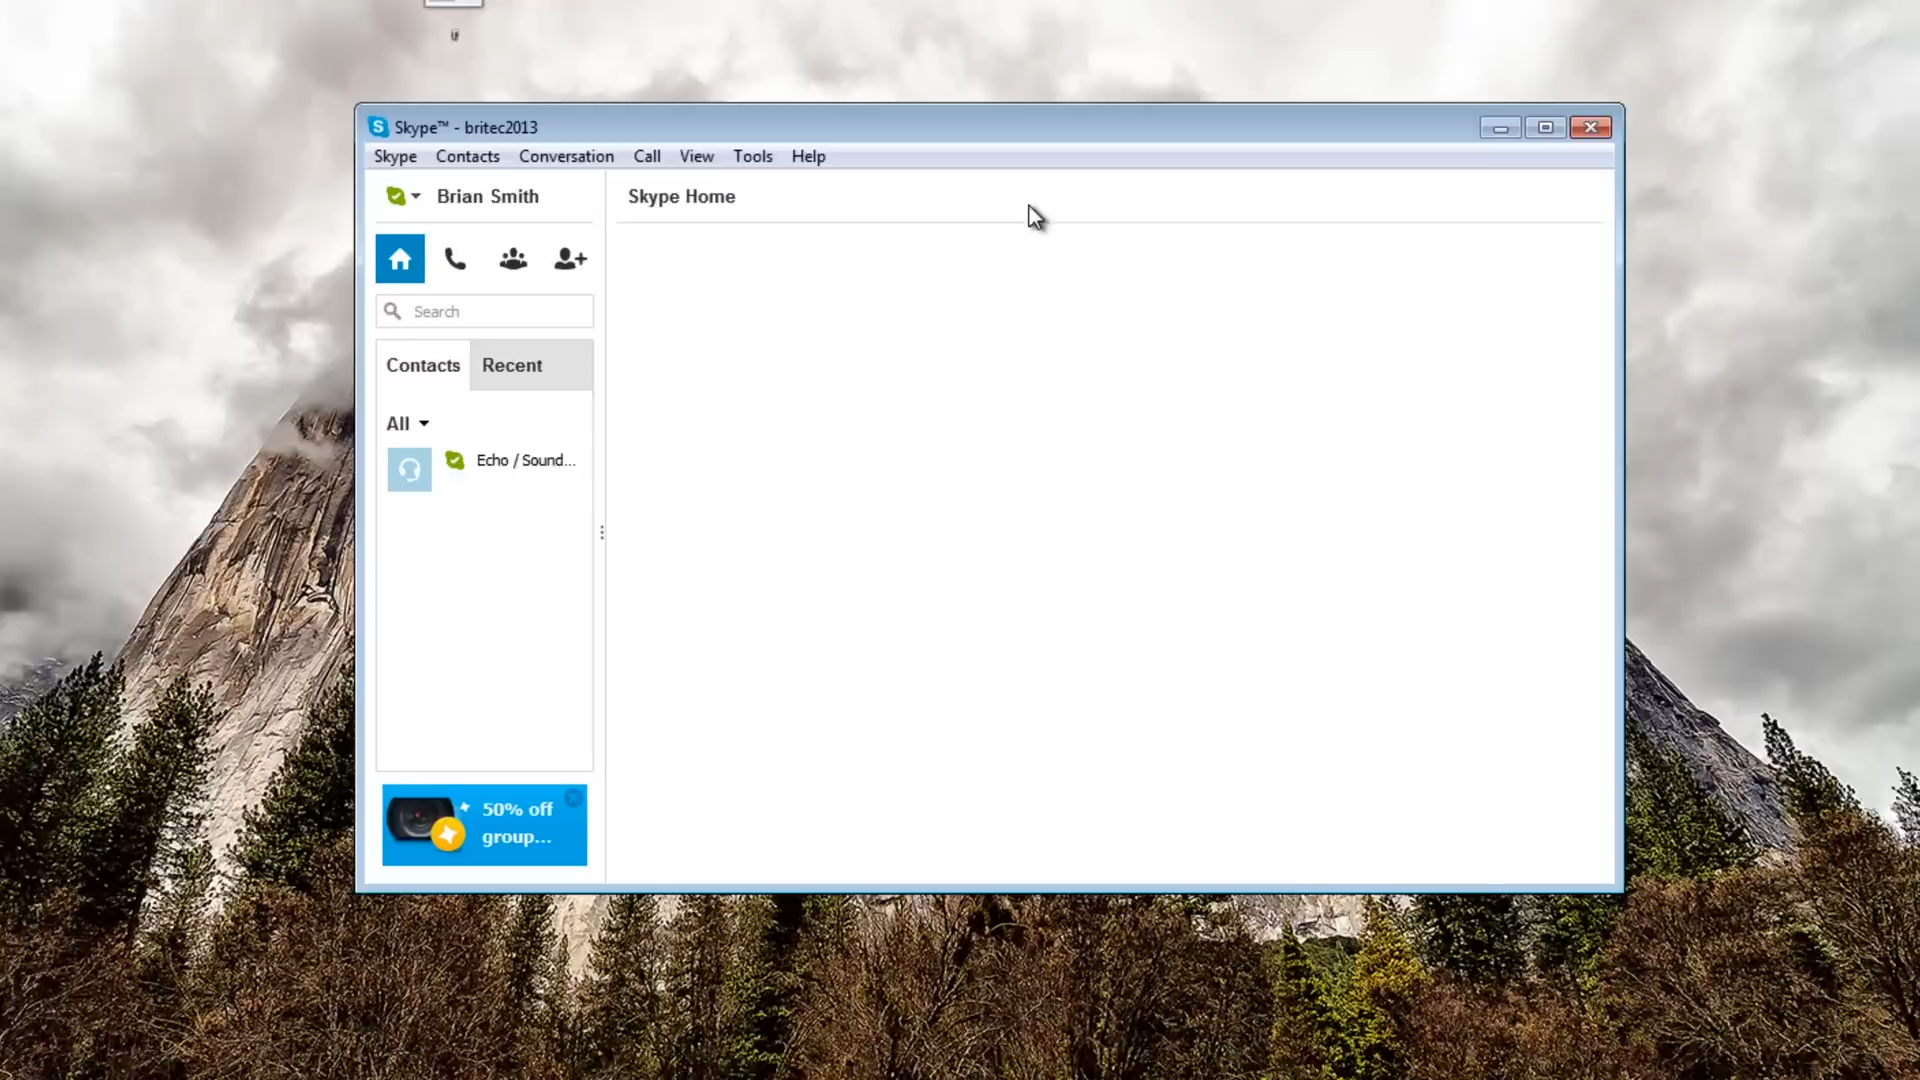 Skype™ - britec2013
Skype Contacts Conversation Call View Tools Help
Brian Smith
Skype Home
Search
Contacts Recent
All
Echo / Sound...
50% off
group...